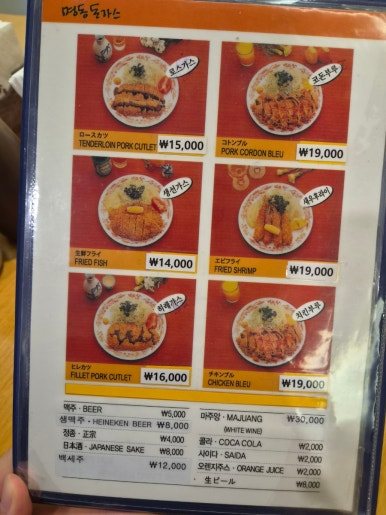 명동돈가스
로스가스
ロースカツ
TENDERLOIN PORK CUTLET
₩15,000
코돈부루
コトンブル
PORK CORDON BLEU
₩19,000
생선가스
生鮮フライ
FRIED FISH
₩14,000
새우후라이
エビフライ
FRIED SHRIMP
₩19,000
히레가스
ヒレカツ
FILLET PORK CUTLET
₩16,000
치킨부루
チキンブル
CHICKEN BLEU
₩19,000
맥주 · BEER ₩5,000
생맥주 · HEINEKEN BEER ₩8,000
정종 · 正宗 ₩4,000
日本酒 · JAPANESE SAKE ₩8,000
백세주 ₩12,000
마주앙 · MAJUANG ₩30,000
(WHITE WINE)
콜라 · COCA COLA ₩2,000
사이다 · SAIDA ₩2,000
오렌지주스 · ORANGE JUICE ₩2,000
生ビール ₩8,000